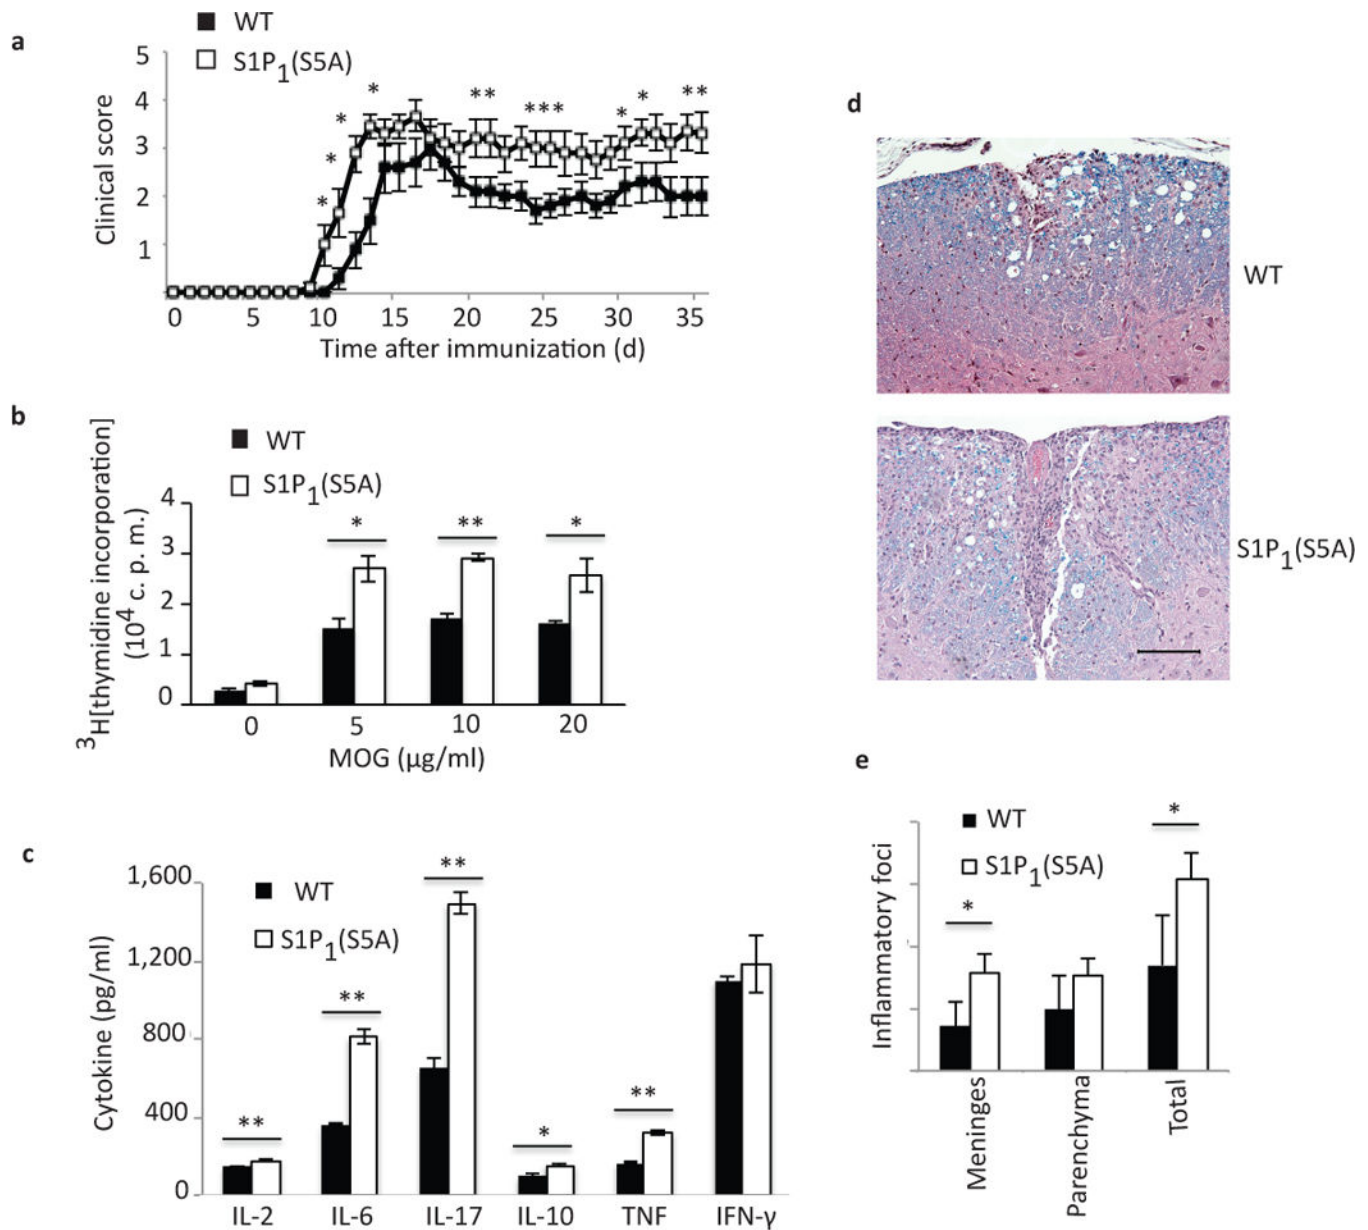 a
WT
S1P1(S5A)
Clinical score
5
4
3
2
1
* * * * * ** *** * * **
0 5 10 15 20 25 30 35
Time after immunization (d)
b
WT
S1P1(S5A)
3H[thymidine incorporation]
(104 c. p. m.)
4
3
2
1
0
* ** *
0 5 10 20
MOG (µg/ml)
c
WT
S1P1(S5A)
Cytokine (pg/ml)
1,600
1,200
800
400
0
** ** ** * **
IL-2 IL-6 IL-17 IL-10 TNF IFN-γ
d
WT
S1P1(S5A)
e
WT
S1P1(S5A)
Inflammatory foci
* *
Meninges
Parenchyma
Total